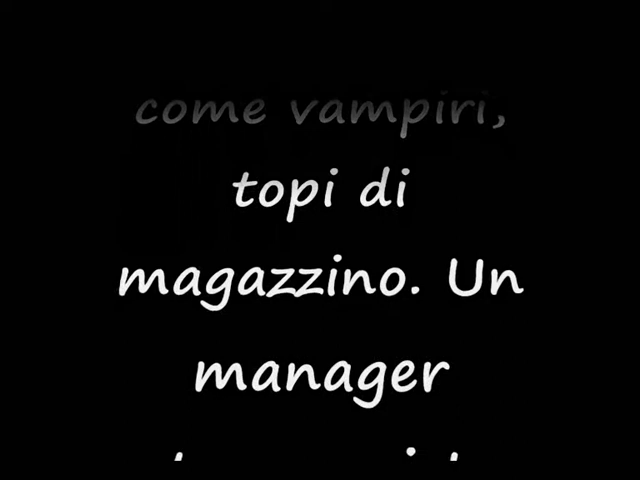 come vampiri,
topi di
magazzino. Un
manager